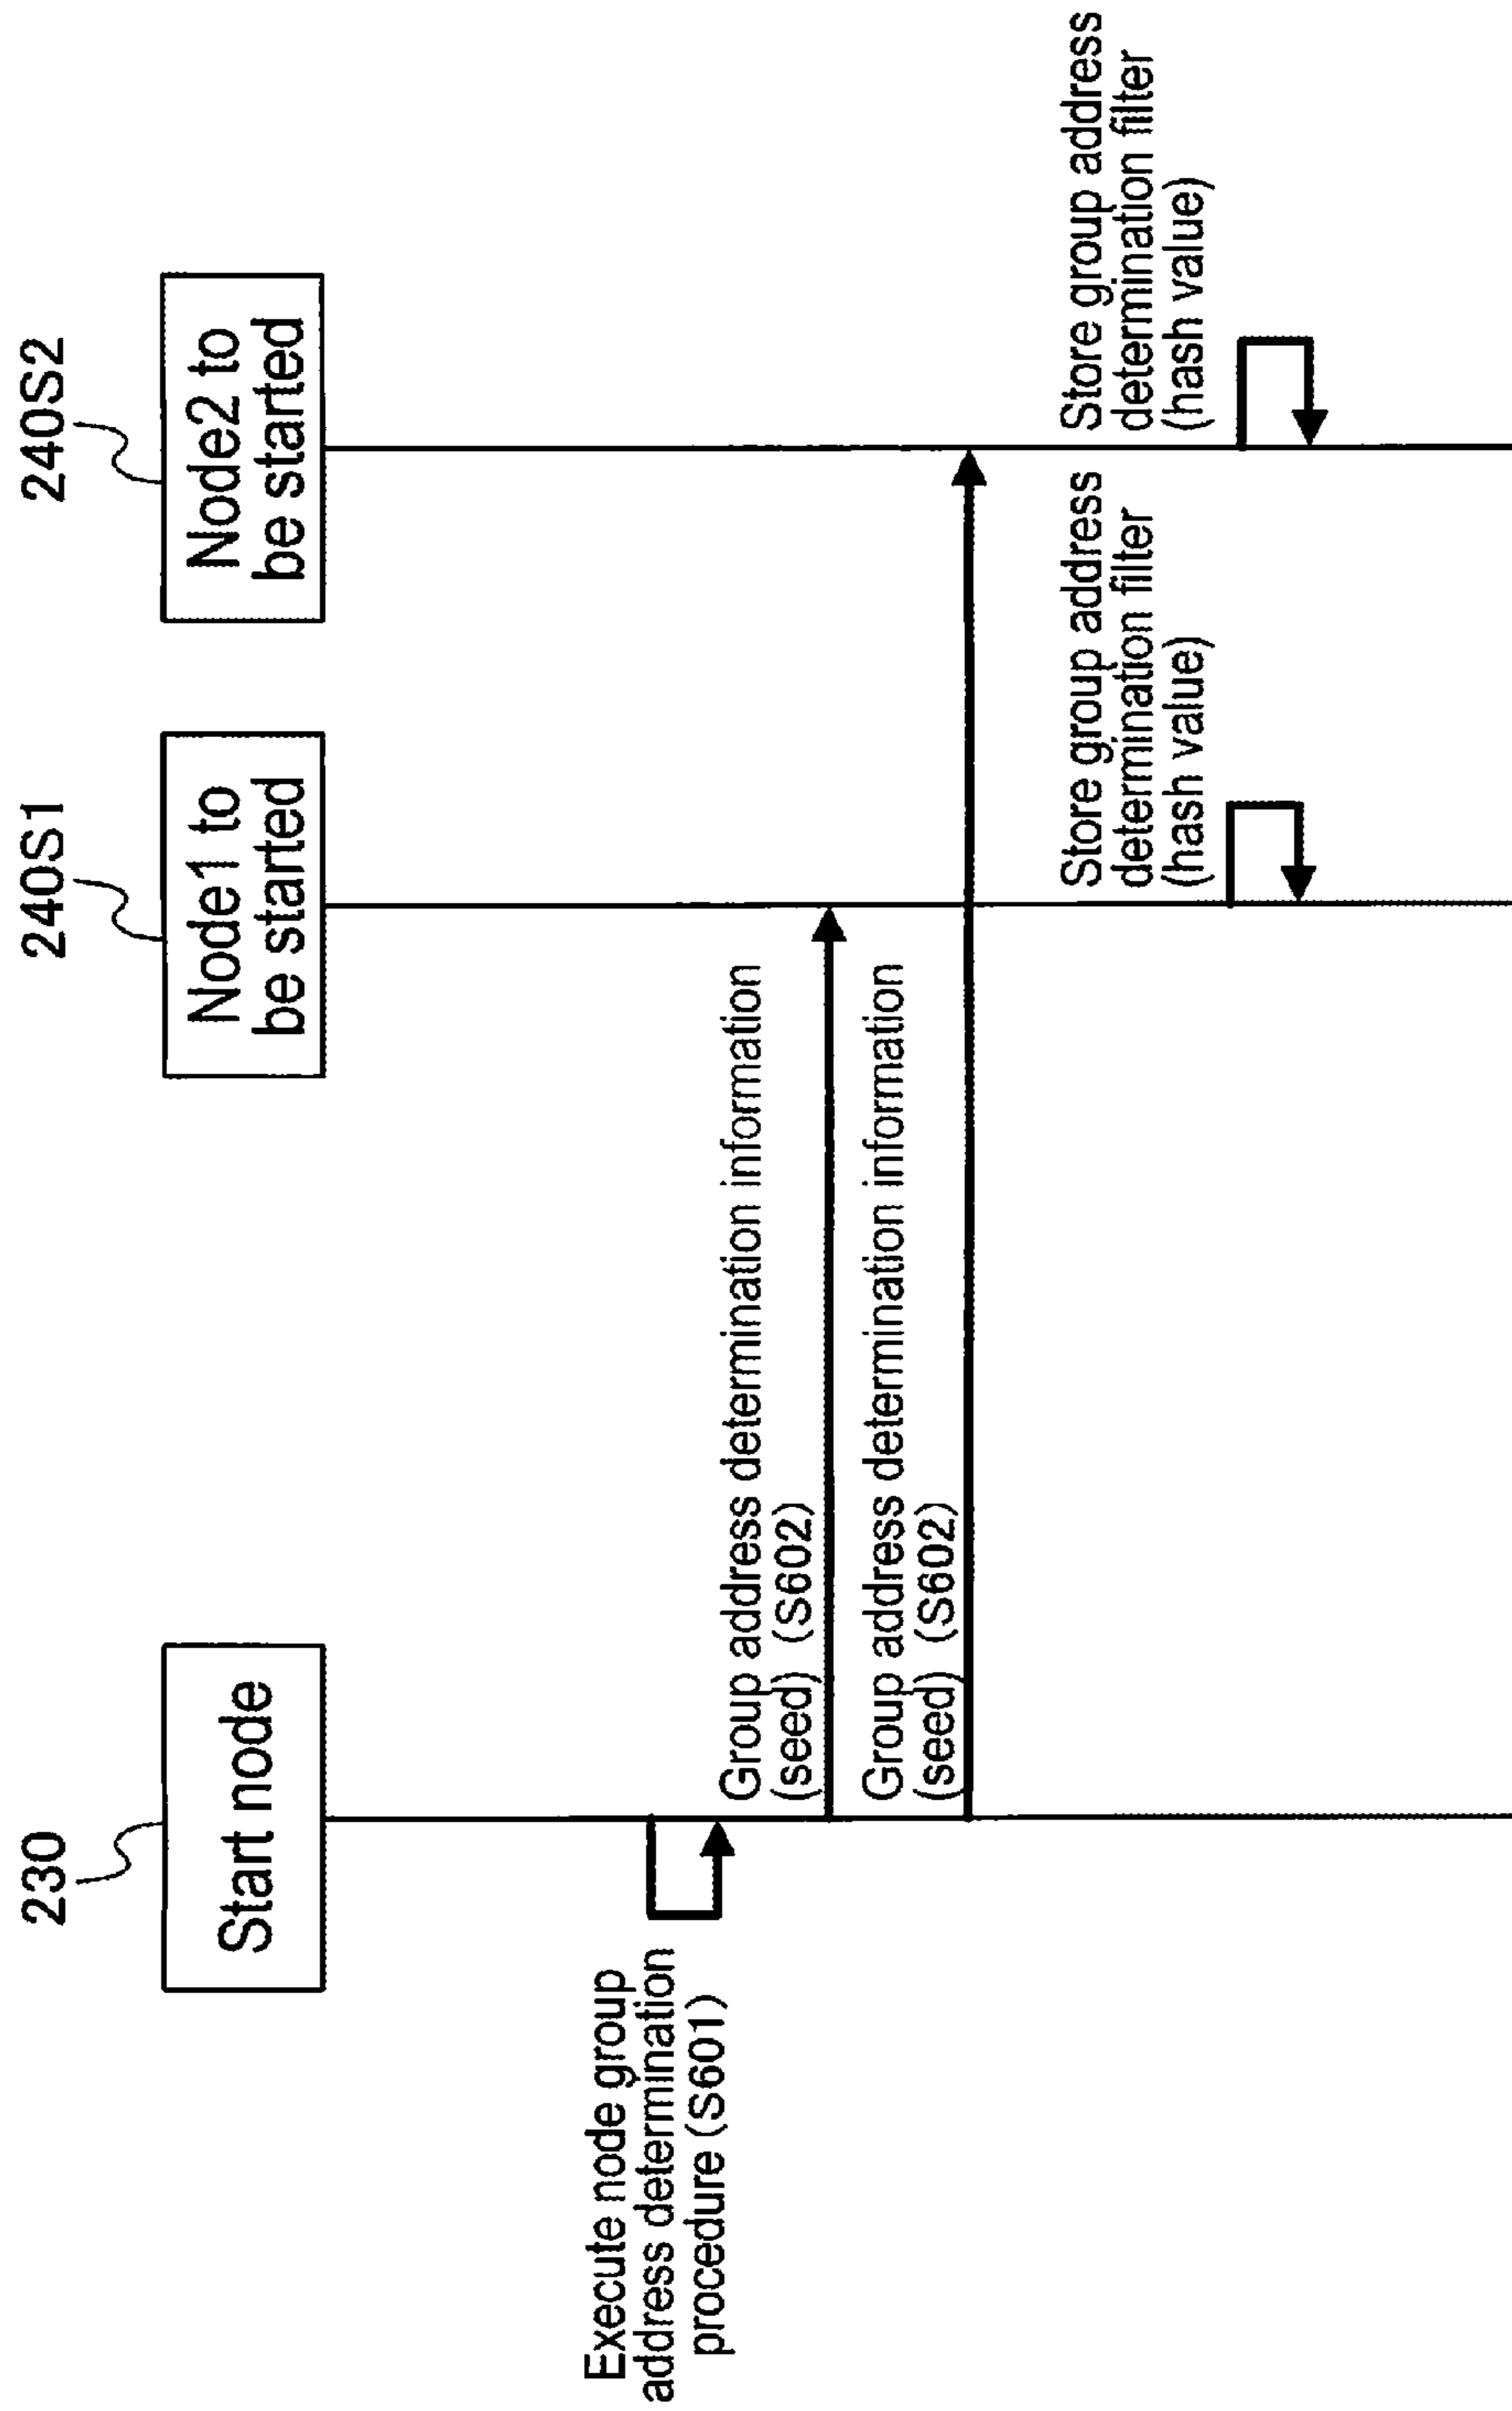 230
240S1
240S2
Start node
Node1 to
be started
Node2 to
be started
Execute node group
address determination
procedure (S601)
Group address determination information
(seed) (S602)
Group address determination information
(seed) (S602)
Store group address
determination filter
(hash value)
Store group address
determination filter
(hash value)